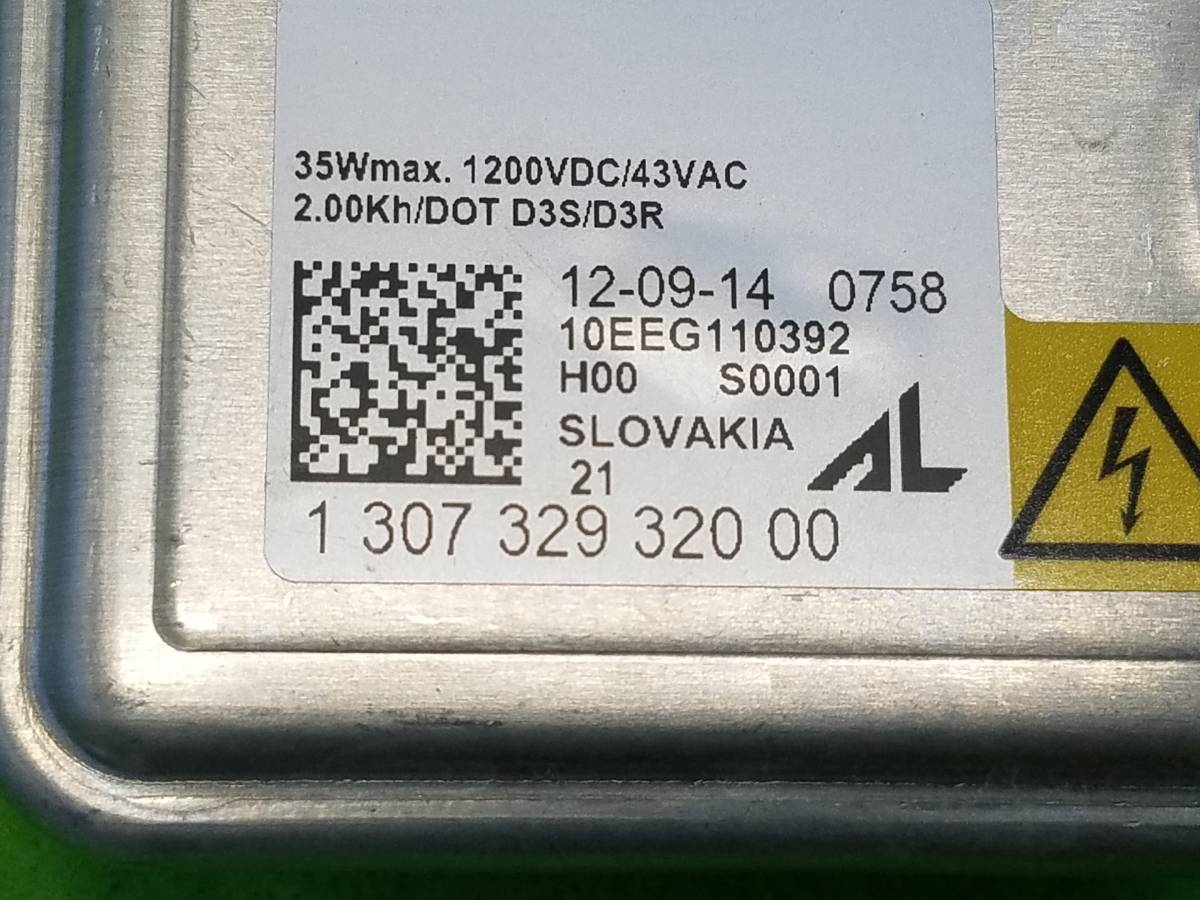 35Wmax. 1200VDC/43VAC
2.00Kh/DOT D3S/D3R
12-09-14 0758
10EEG110392
H00 S0001
SLOVAKIA
AL
21
1 307 329 320 00